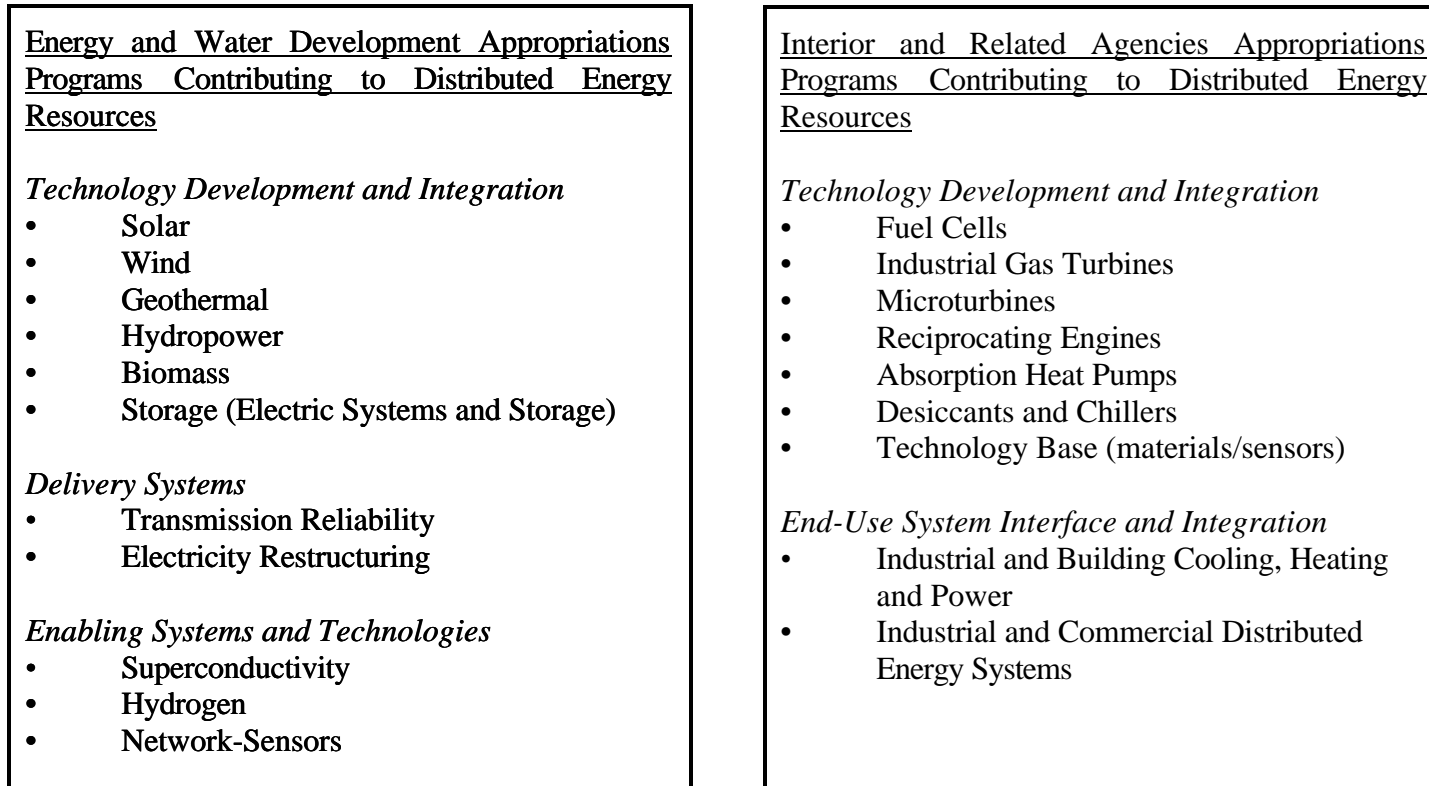 Energy and Water Development Appropriations
Programs Contributing to Distributed Energy
Resources
Technology Development and Integration
• Solar
• Wind
• Geothermal
• Hydropower
• Biomass
• Storage (Electric Systems and Storage)
Delivery Systems
• Transmission Reliability
• Electricity Restructuring
Enabling Systems and Technologies
• Superconductivity
• Hydrogen
• Network-Sensors
Interior and Related Agencies Appropriations
Programs Contributing to Distributed Energy
Resources
Technology Development and Integration
• Fuel Cells
• Industrial Gas Turbines
• Microturbines
• Reciprocating Engines
• Absorption Heat Pumps
• Desiccants and Chillers
• Technology Base (materials/sensors)
End-Use System Interface and Integration
• Industrial and Building Cooling, Heating
and Power
• Industrial and Commercial Distributed
Energy Systems